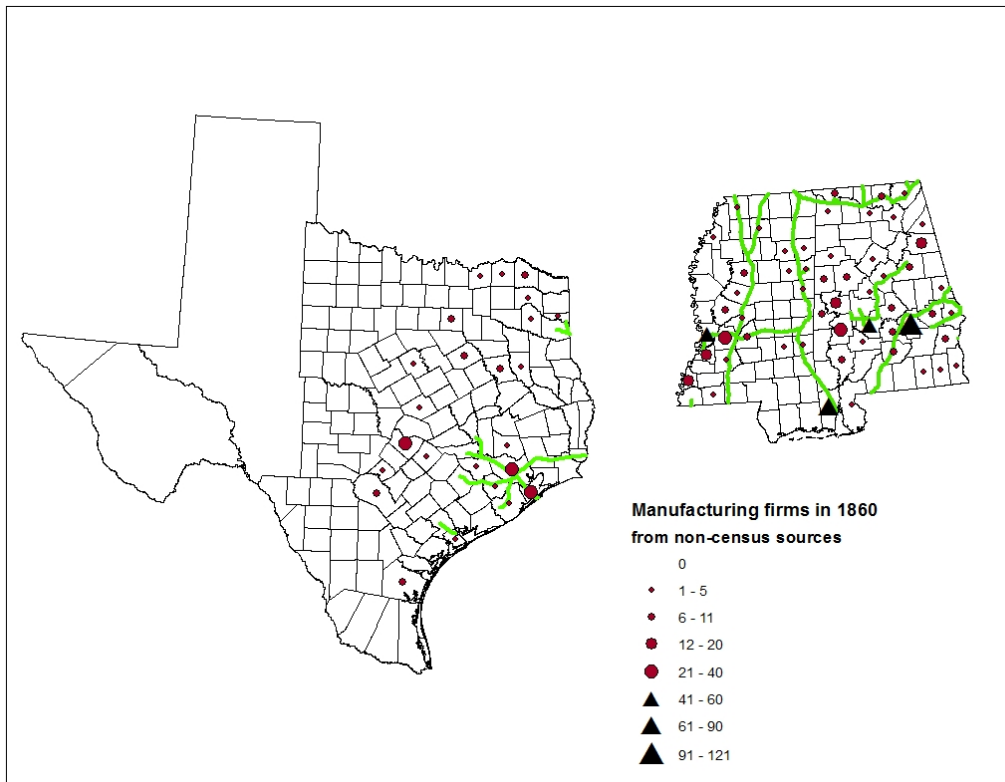 Manufacturing firms in 1860
from non-census sources
0
1 - 5
6 - 11
12 - 20
21 - 40
41 - 60
61 - 90
91 - 121